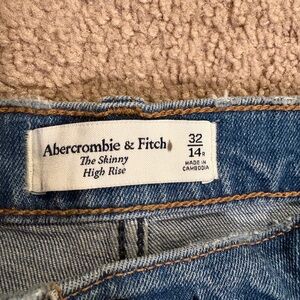 Abercrombie & Fitch
The Skinny
High Rise
32
14R
MADE IN
CAMBODIA